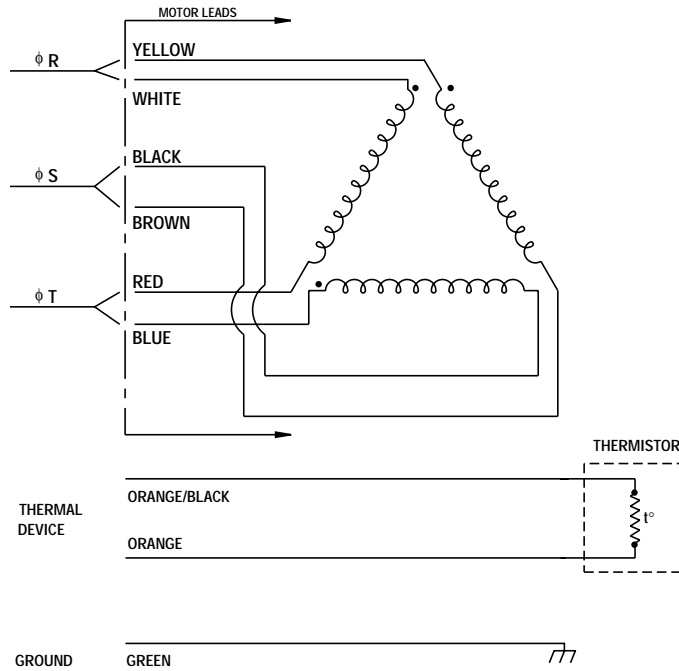 MOTOR LEADS
ϕ R
YELLOW
WHITE
ϕ S
BLACK
BROWN
ϕ T
RED
BLUE
THERMISTOR
THERMAL
DEVICE
ORANGE/BLACK
ORANGE
t°
GROUND
GREEN